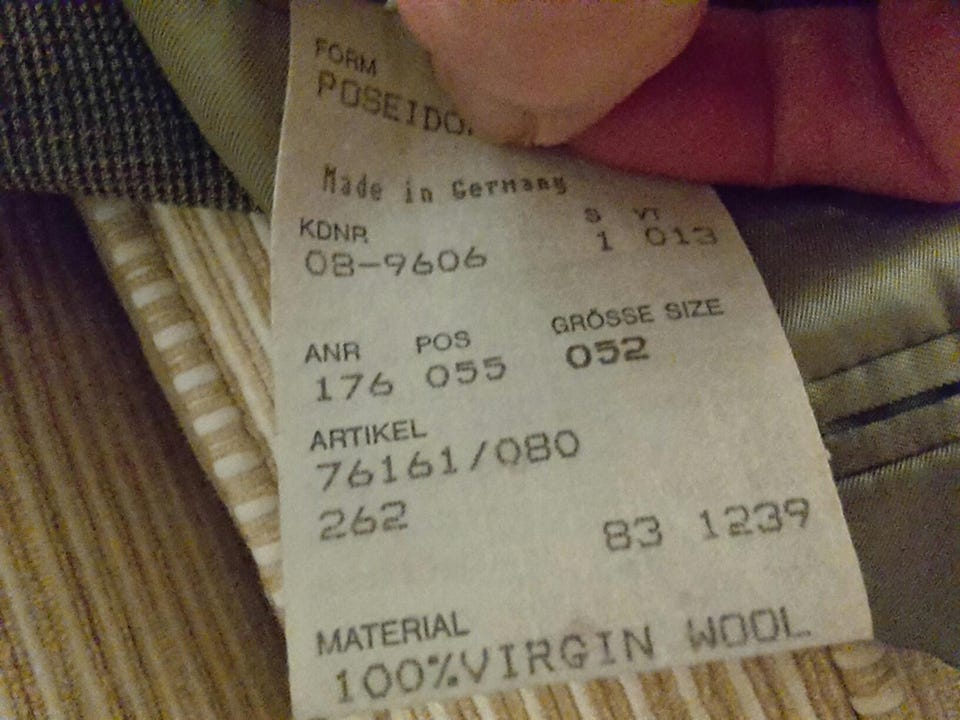 FORM
POSEIDO
Made in Germany
S VT
KDNR
1 013
08-9606
GRÖSSE SIZE
ANR POS
052
176 055
ARTIKEL
76161/080
262
83 1239
MATERIAL
100%VIRGIN WOOL